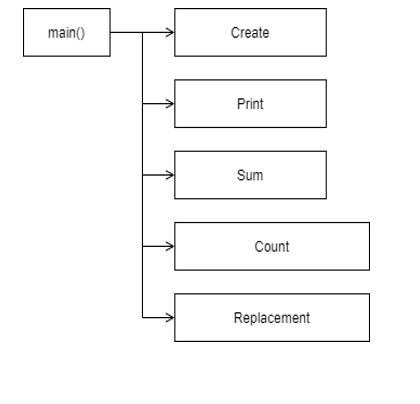 main()
Create
Print
Sum
Count
Replacement